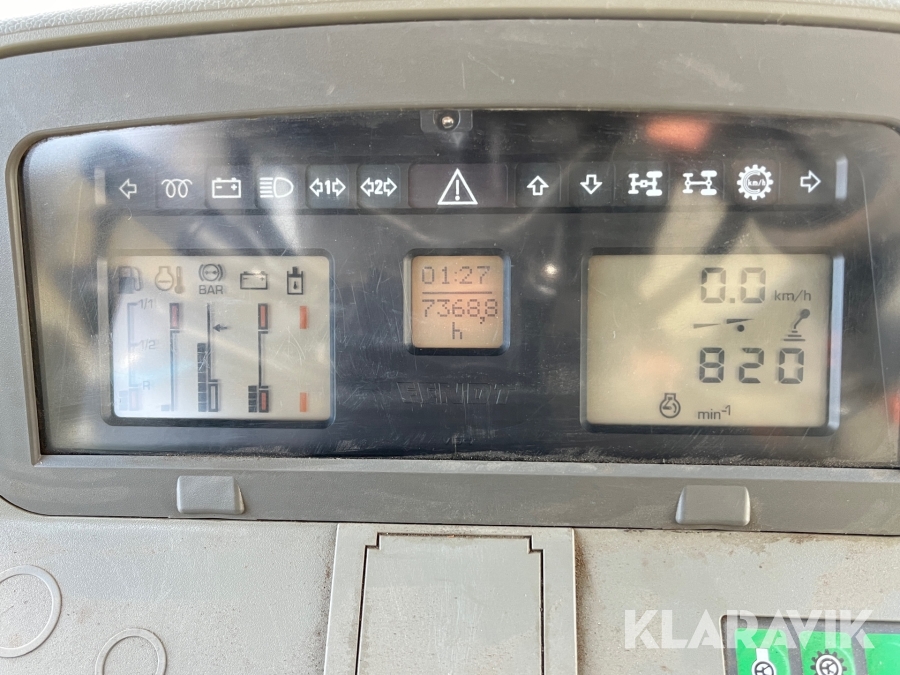 1 2 km/h
BAR
1/1
1/2
R
01:27
7368,8
h
0.0 km/h
820
min-1
KLARAVIK